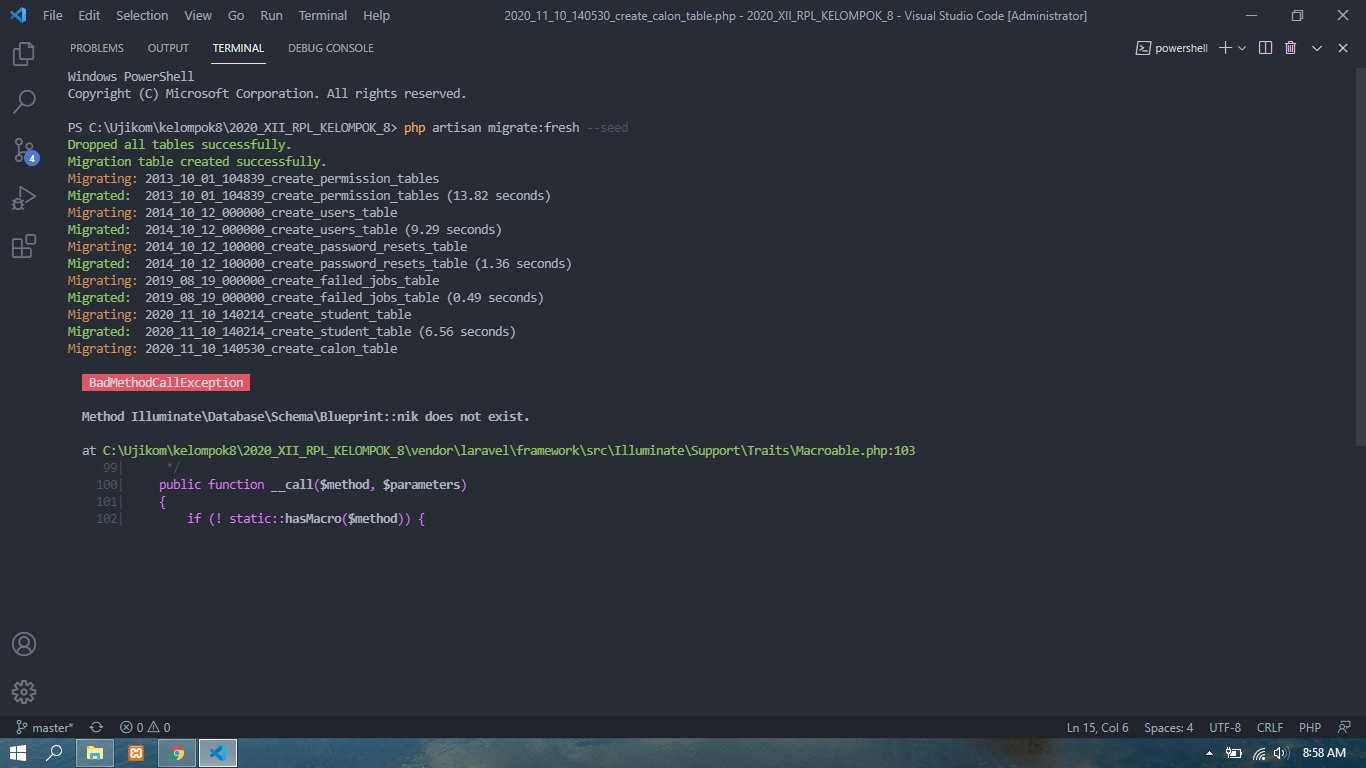 File Edit Selection View Go Run Terminal Help 2020_11_10_140530_create_calon_table.php - 2020_XII_RPL_KELOMPOK_8 - Visual Studio Code [Administrator]
PROBLEMS OUTPUT TERMINAL DEBUG CONSOLE powershell
Windows PowerShell
Copyright (C) Microsoft Corporation. All rights reserved.
PS C:\Ujikom\kelompok8\2020_XII_RPL_KELOMPOK_8> php artisan migrate:fresh --seed
Dropped all tables successfully.
Migration table created successfully.
Migrating: 2013_10_01_104839_create_permission_tables
Migrated:  2013_10_01_104839_create_permission_tables (13.82 seconds)
Migrating: 2014_10_12_000000_create_users_table
Migrated:  2014_10_12_000000_create_users_table (9.29 seconds)
Migrating: 2014_10_12_100000_create_password_resets_table
Migrated:  2014_10_12_100000_create_password_resets_table (1.36 seconds)
Migrating: 2019_08_19_000000_create_failed_jobs_table
Migrated:  2019_08_19_000000_create_failed_jobs_table (0.49 seconds)
Migrating: 2020_11_10_140214_create_student_table
Migrated:  2020_11_10_140214_create_student_table (6.56 seconds)
Migrating: 2020_11_10_140530_create_calon_table
BadMethodCallException
Method Illuminate\Database\Schema\Blueprint::nik does not exist.
at C:\Ujikom\kelompok8\2020_XII_RPL_KELOMPOK_8\vendor\laravel\framework\src\Illuminate\Support\Traits\Macroable.php:103
99| */
100| public function __call($method, $parameters)
101| {
102| if (! static::hasMacro($method)) {
4
master* 0 0 Ln 15, Col 6 Spaces: 4 UTF-8 CRLF PHP
8:58 AM